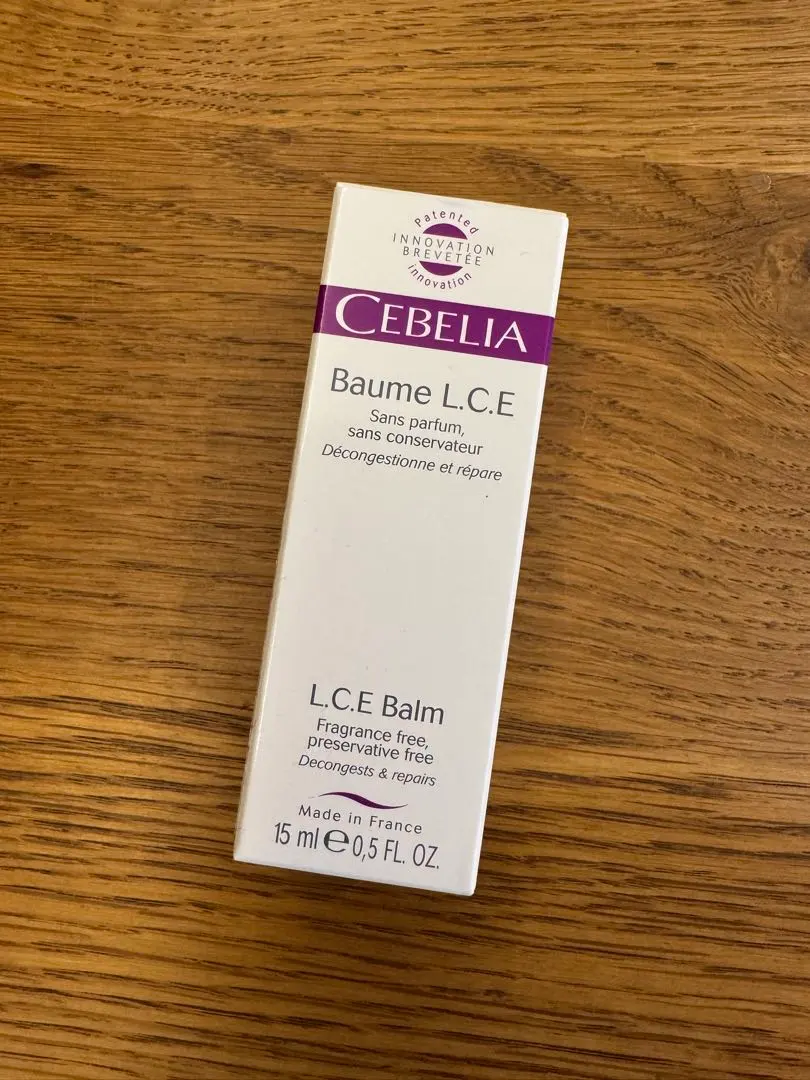 Patented
INNOVATION
BREVETÉE
innovation
CEBELIA
Baume L.C.E
Sans parfum,
sans conservateur
Décongestionne et répare
L.C.E Balm
Fragrance free,
preservative free
Decongests & repairs
Made in France
15 ml e 0,5 FL. OZ.